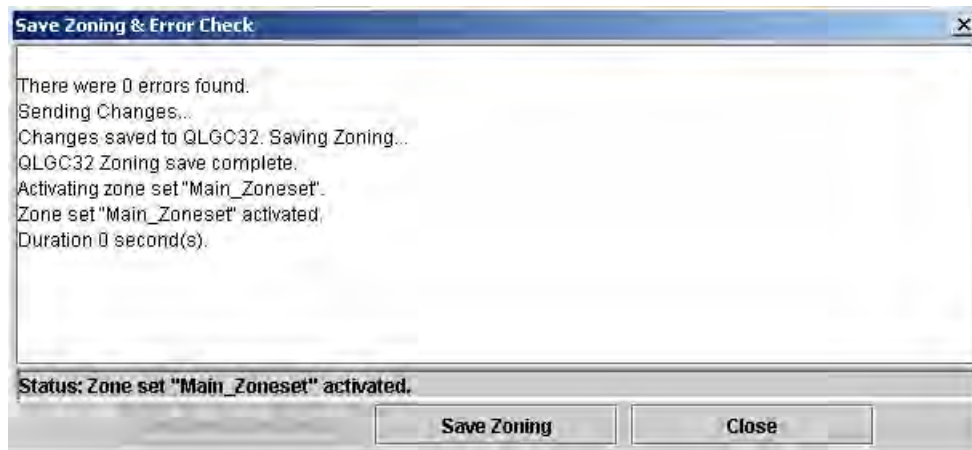 Save Zoning & Error Check
There were 0 errors found.
Sending Changes...
Changes saved to QLGC32. Saving Zoning...
QLGC32 Zoning save complete.
Activating zone set "Main_Zoneset".
Zone set "Main_Zoneset" activated.
Duration 0 second(s).
Status: Zone set "Main_Zoneset" activated.
Save Zoning Close